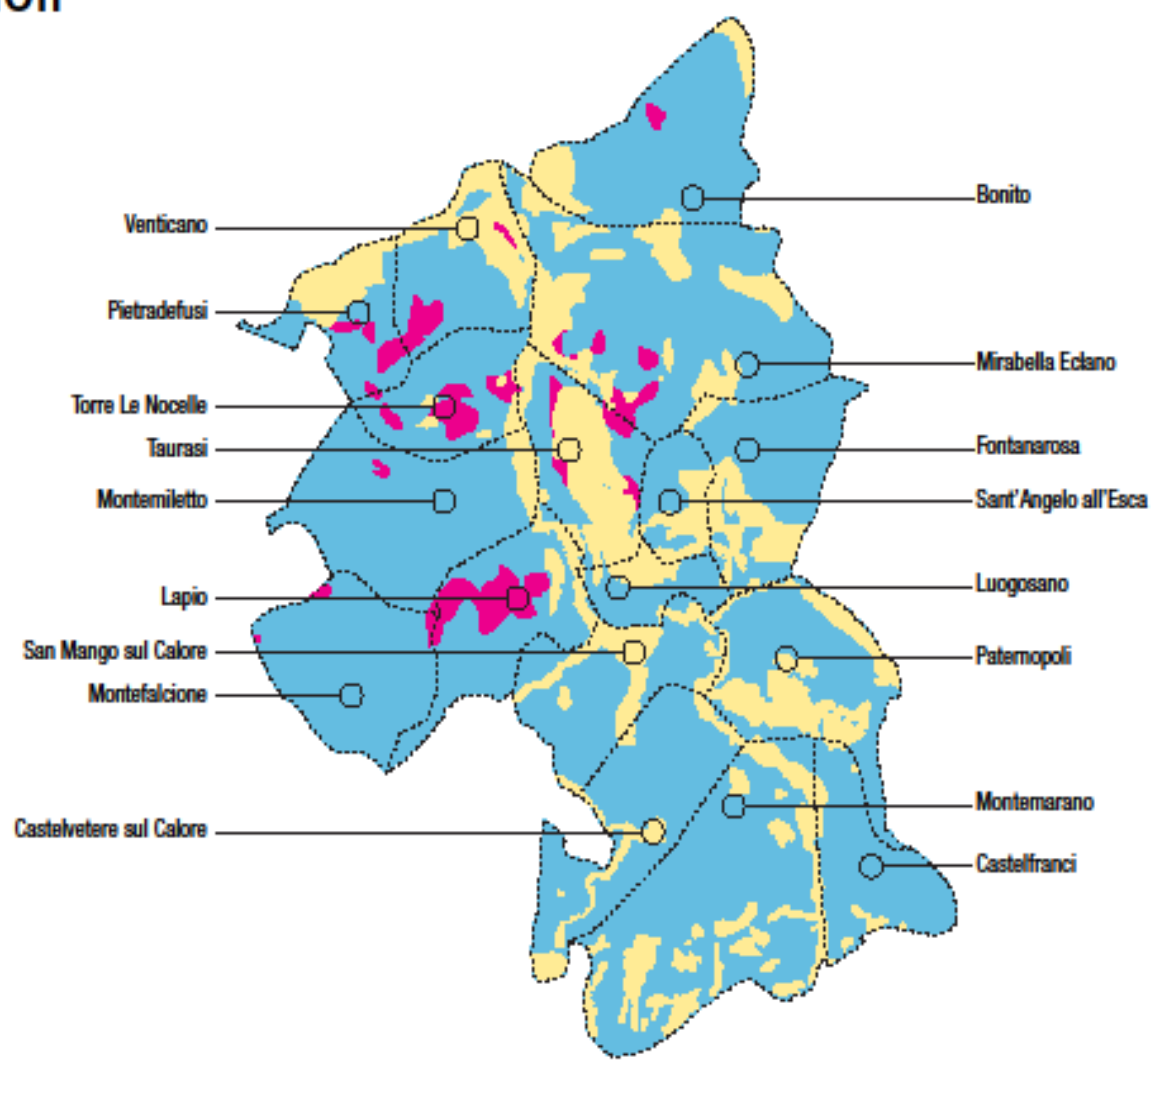 Bonito
Venticano
Pietradefusi
Mirabella Eclano
Torre Le Nocelle
Taurasi
Fontanarosa
Montemiletto
Sant'Angelo all'Esca
Luogosano
Lapio
San Mango sul Calore
Paternopoli
Montefalcione
Montemarano
Castelvetere sul Calore
Castelfranci